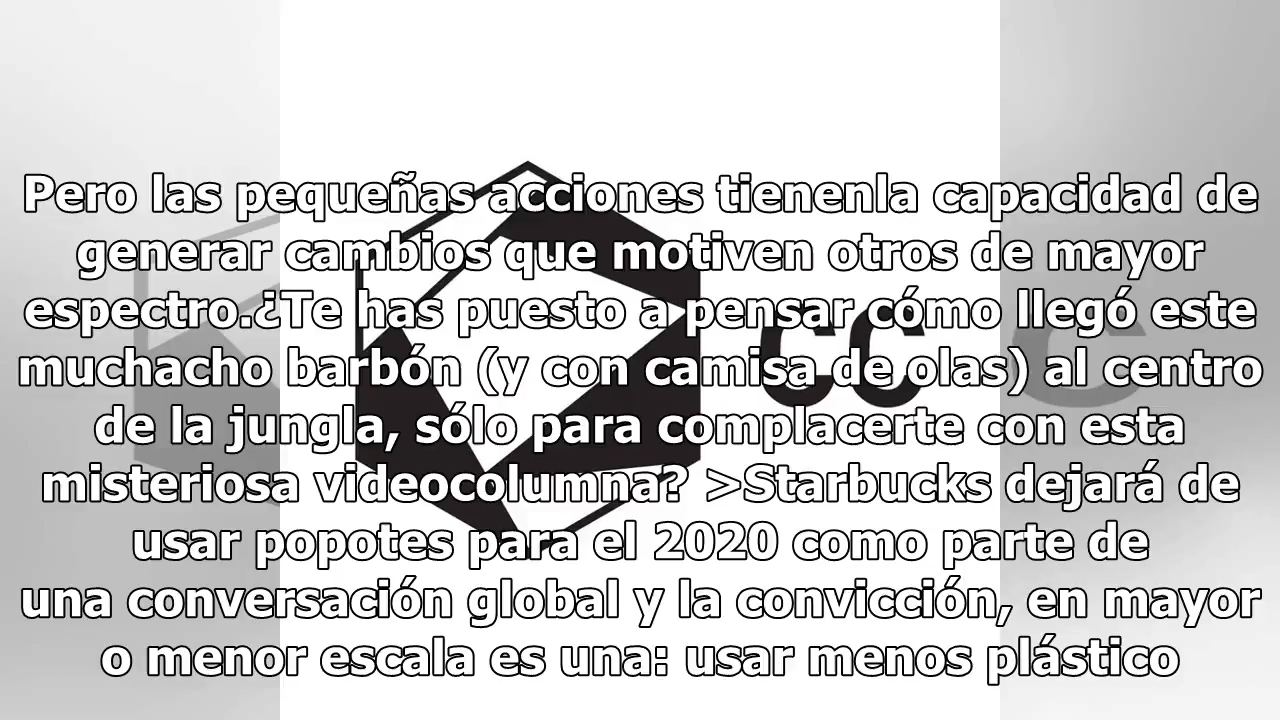 Pero las pequeñas acciones tienenla capacidad de
generar cambios que motiven otros de mayor
espectro.¿Te has puesto a pensar cómo llegó este
muchacho barbón (y con camisa de olas) al centro
de la jungla, sólo para complacerte con esta
misteriosa videocolumna? >Starbucks dejará de
usar popotes para el 2020 como parte de
una conversación global y la convicción, en mayor
o menor escala es una: usar menos plástico
CC
C